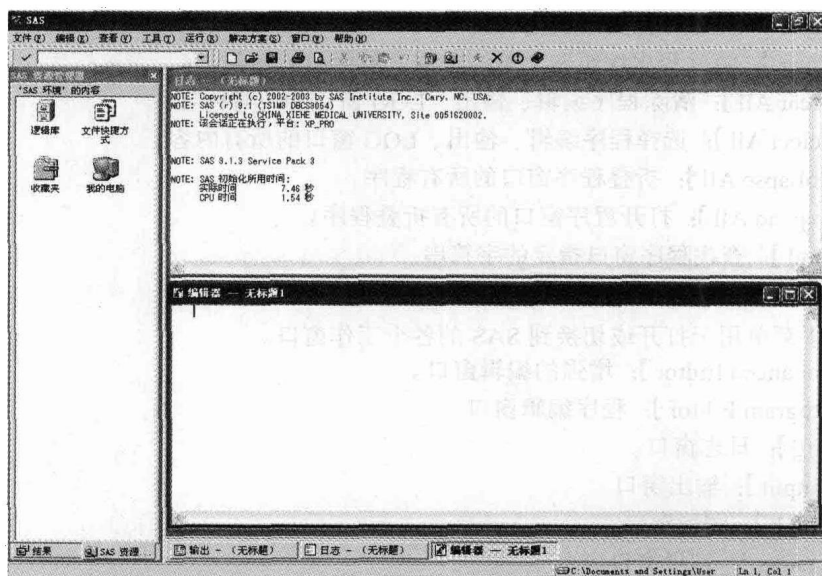 SAS
文件(F) 编辑(E) 查看(V) 工具(T) 运行(R) 解决方案(S) 窗口(W) 帮助(H)
SAS 资源管理器
'SAS 环境' 的内容
逻辑库
文件快捷方式
收藏夹
我的电脑
日志 - (无标题)
NOTE: Copyright (c) 2002-2003 by SAS Institute Inc., Cary, NC, USA.
NOTE: SAS (r) 9.1 (TS1M3 DBCS3054)
Licensed to CHINA XIEHE MEDICAL UNIVERSITY, Site 0051620002.
NOTE: 该会话正在执行，平台: XP_PRO
NOTE: SAS 9.1.3 Service Pack 3
NOTE: SAS 初始化所用时间:
实际时间 7.46 秒
CPU 时间 1.54 秒
编辑器 — 无标题1
结果
SAS 资源...
输出 - (无标题)
日志 - (无标题)
编辑器 — 无标题1
C:\Documents and Settings\User
Ln 1, Col 1